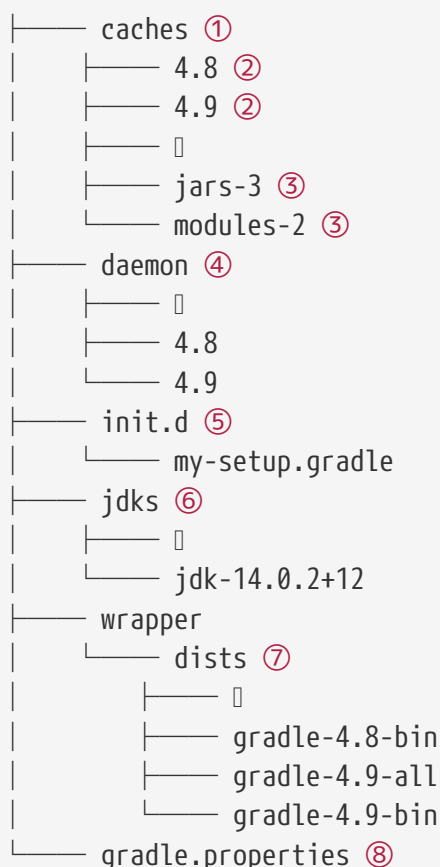 ├── caches ①
│   ├── 4.8 ②
│   ├── 4.9 ②
│   ├── ▯
│   ├── jars-3 ③
│   └── modules-2 ③
├── daemon ④
│   ├── ▯
│   ├── 4.8
│   └── 4.9
├── init.d ⑤
│   └── my-setup.gradle
├── jdks ⑥
│   ├── ▯
│   └── jdk-14.0.2+12
├── wrapper
│   └── dists ⑦
│       ├── ▯
│       ├── gradle-4.8-bin
│       ├── gradle-4.9-all
│       └── gradle-4.9-bin
└── gradle.properties ⑧